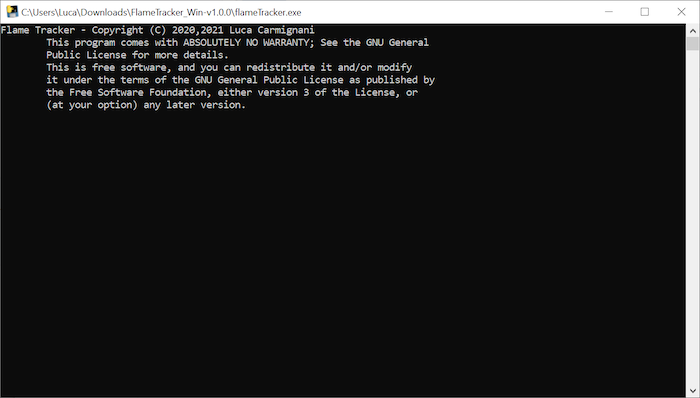 C:\Users\Luca\Downloads\FlameTracker_Win-v1.0.0\flameTracker.exe
Flame Tracker - Copyright (C) 2020,2021 Luca Carmignani
This program comes with ABSOLUTELY NO WARRANTY; See the GNU General
Public License for more details.
This is free software, and you can redistribute it and/or modify
it under the terms of the GNU General Public License as published by
the Free Software Foundation, either version 3 of the License, or
(at your option) any later version.